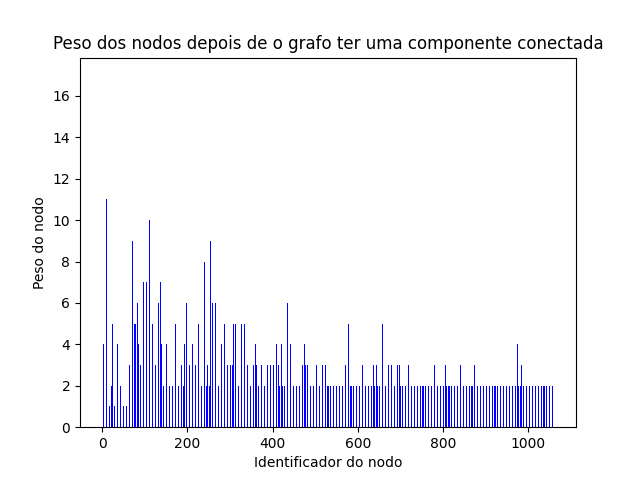 Peso dos nodos depois de o grafo ter uma componente conectada
16
14
12
10
8
6
4
2
0
Peso do nodo
0 200 400 600 800 1000
Identificador do nodo